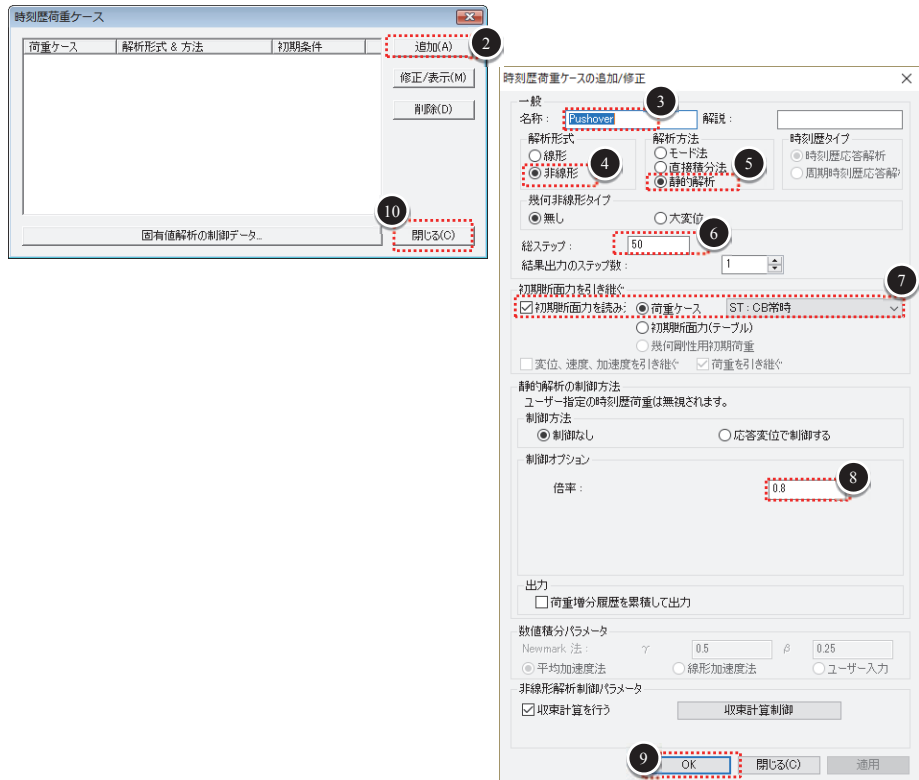 時刻歴荷重ケース
荷重ケース 解析形式 & 方法 初期条件
追加(A)
2
修正/表示(M)
削除(D)
10
固有値解析の制御データ...
閉じる(C)
時刻歴荷重ケースの追加/修正
一般
3
名称 : Pushover 解説 :
解析形式 解析方法 時刻歴タイプ
線形 モード法 時刻歴応答解析
4 直接積分法 5
非線形 静的解析 周期時刻歴応答解
幾何非線形タイプ
無し 大変位
6
総ステップ : 50
結果出力のステップ数 : 1
7
初期断面力を引き継ぐ
初期断面力を読み: 荷重ケース ST : CB常時
初期断面力(テーブル)
幾何剛性用初期荷重
変位、速度、加速度を引き継ぐ 荷重を引き継ぐ
静的解析の制御方法
ユーザー指定の時刻歴荷重は無視されます。
制御方法
制御なし 応答変位で制御する
制御オプション
倍率 : 0.8 8
出力
荷重増分履歴を累積して出力
数値積分パラメータ
Newmark 法 : γ 0.5 β 0.25
平均加速度法 線形加速度法 ユーザー入力
非線形解析制御パラメータ
収束計算を行う 収束計算制御
9
OK 閉じる(C) 適用